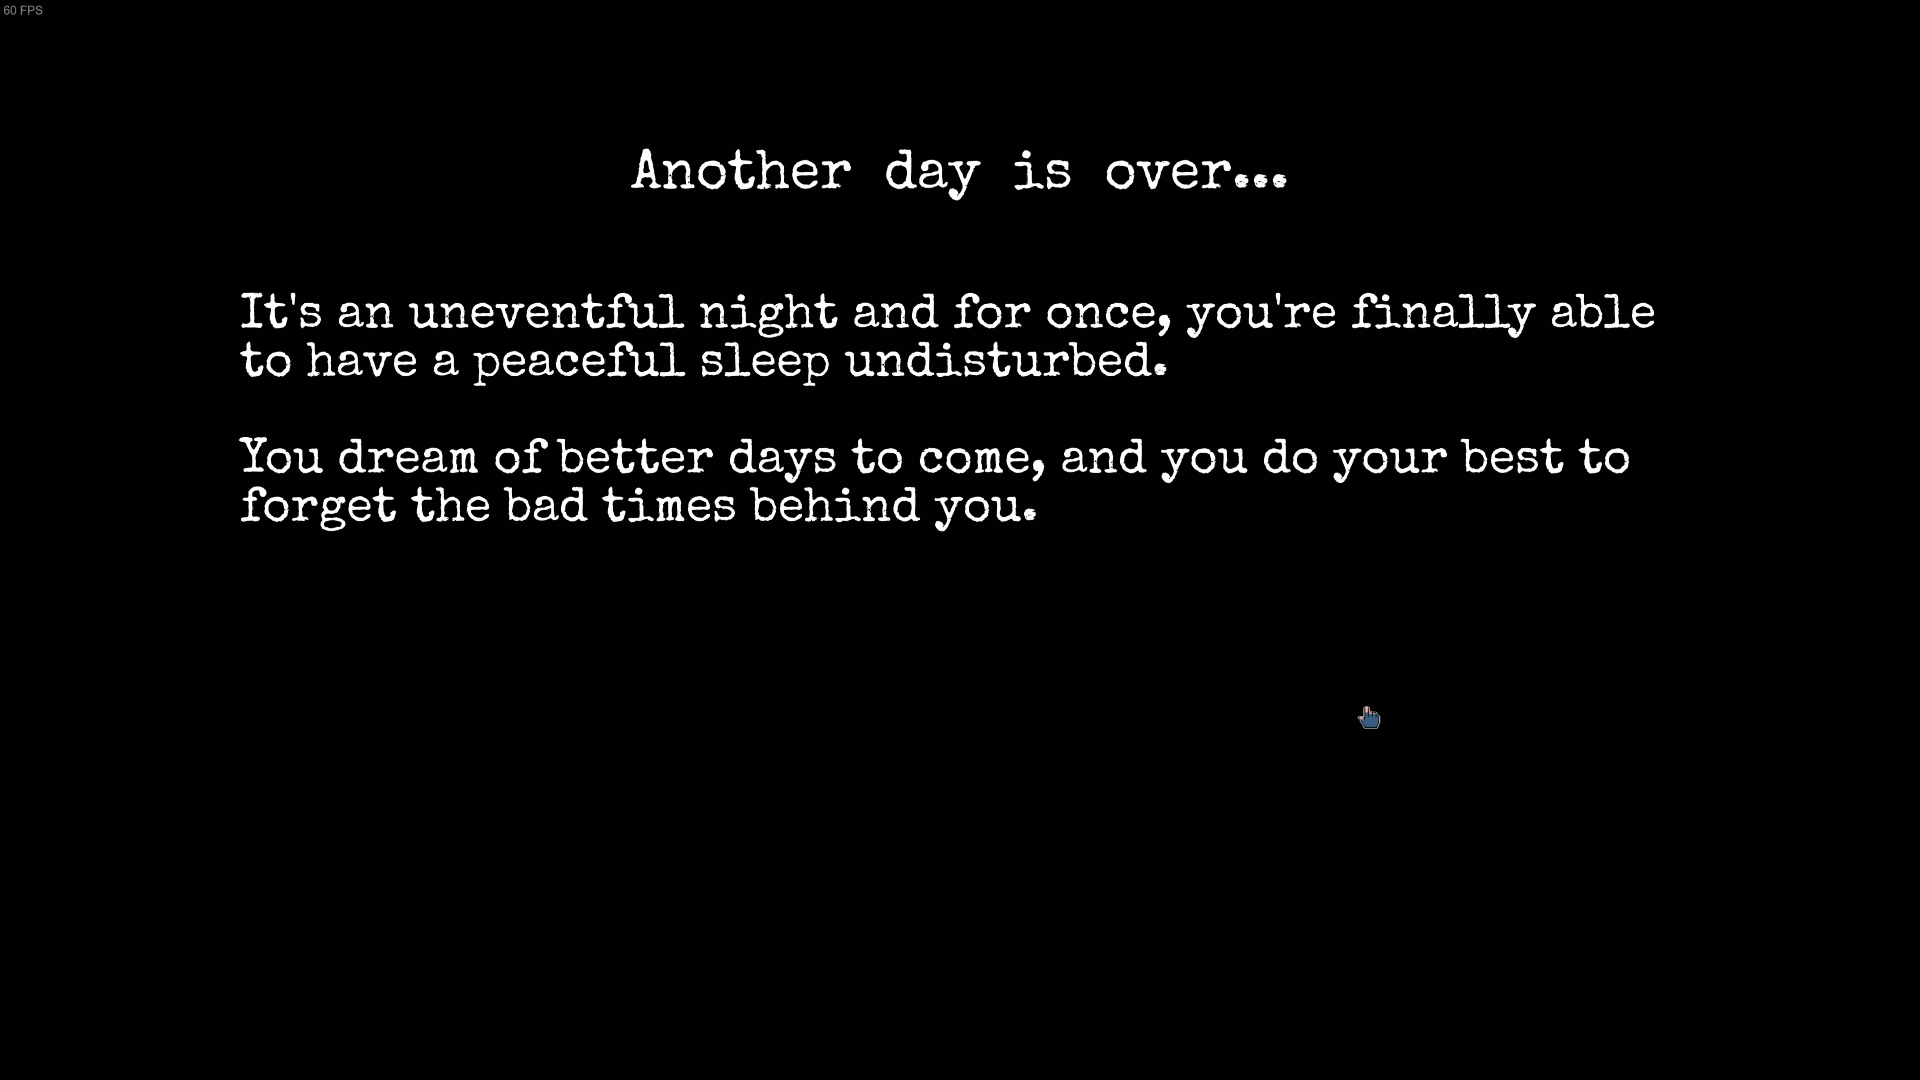 60 FPS
Another day is over...
It's an uneventful night and for once, you're finally able
to have a peaceful sleep undisturbed.
You dream of better days to come, and you do your best to
forget the bad times behind you.